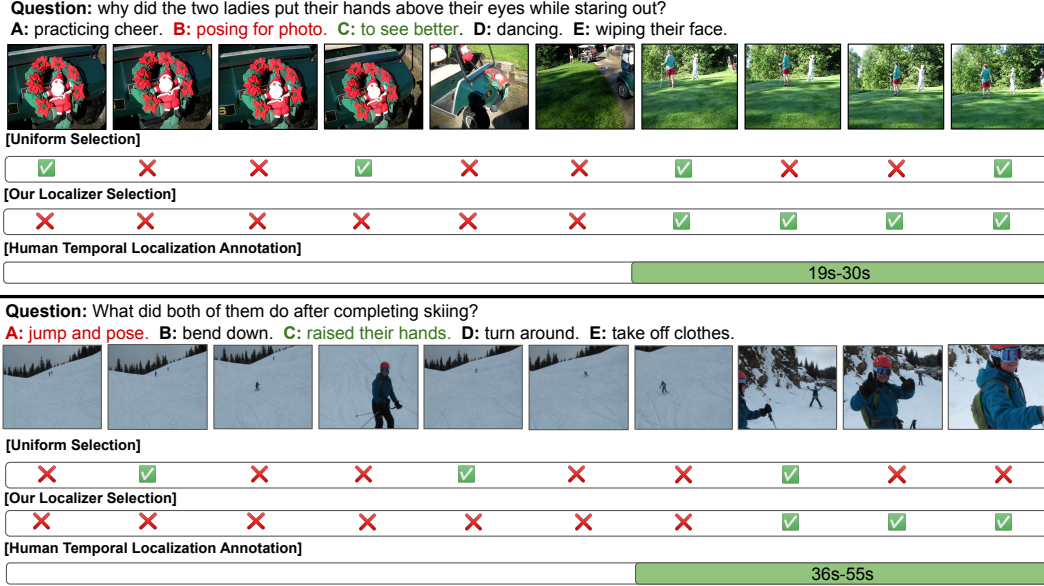 Question: why did the two ladies put their hands above their eyes while staring out?
A: practicing cheer. B: posing for photo. C: to see better. D: dancing. E: wiping their face.
[Uniform Selection]
[Our Localizer Selection]
[Human Temporal Localization Annotation]
19s-30s
Question: What did both of them do after completing skiing?
A: jump and pose. B: bend down. C: raised their hands. D: turn around. E: take off clothes.
[Uniform Selection]
[Our Localizer Selection]
[Human Temporal Localization Annotation]
36s-55s